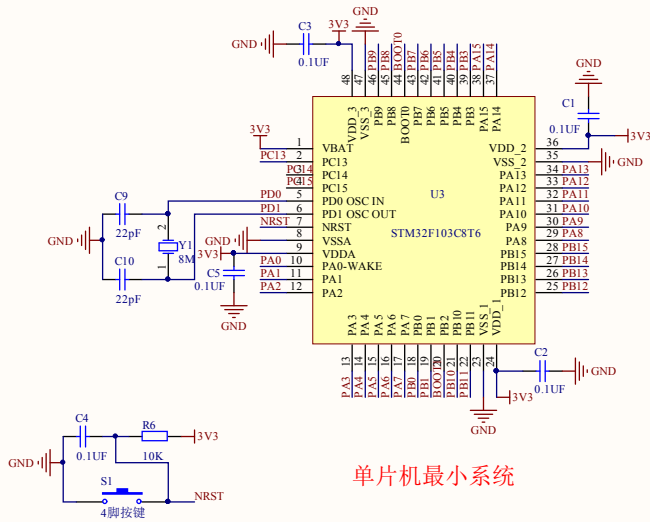 GND
3V3
C3
GND
0.1UF
48
47
46
45
44
43
42
41
40
39
38
37
PB9
PB8
BOOT0
PB7
PB6
PB5
PB4
PB3
PA15
PA14
VDD_3
VSS_3
PB9
PB8
BOOT0
PB7
PB6
PB5
PB4
PB3
PA15
PA14
GND
C1
0.1UF
3V3
3V3
1 VBAT
PC13 2 PC13
PC14 3 PC14
PC15 4 PC15
PD0 5 PD0 OSC IN
PD1 6 PD1 OSC OUT
NRST 7 NRST
GND 8 VSSA
3V3 9 VDDA
PA0 10 PA0-WAKE
PA1 11 PA1
PA2 12 PA2
U3
STM32F103C8T6
VDD_2 36
VSS_2 35 GND
PA13 34 PA13
PA12 33 PA12
PA11 32 PA11
PA10 31 PA10
PA9 30 PA9
PA8 29 PA8
PB15 28 PB15
PB14 27 PB14
PB13 26 PB13
PB12 25 PB12
C9
22pF
GND
2
Y1
8M
1
C10
22pF
C5
0.1UF
GND
PA3
PA4
PA5
PA6
PA7
PB0
PB1
PB2
PB10
PB11
VSS_1
VDD_1
13
14
15
16
17
18
19
20
21
22
23
24
PA3
PA4
PA5
PA6
PA7
PB0
PB1
PB10
PB11
C2
0.1UF
GND
3V3
GND
C4
0.1UF
R6
10K
3V3
GND
S1
NRST
4脚按键
单片机最小系统